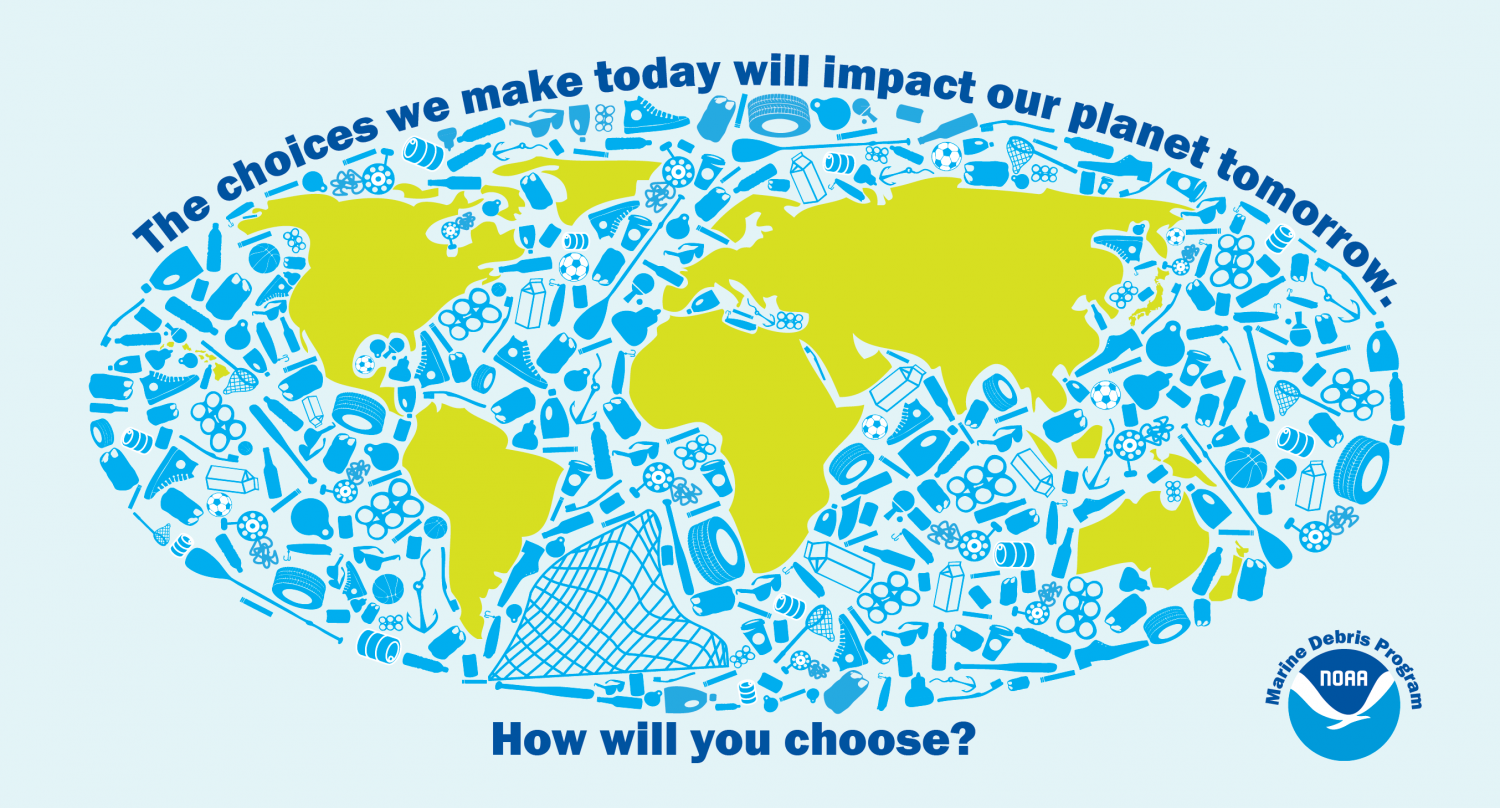 The choices we make today will impact our planet tomorrow.
How will you choose?
Marine Debris Program
NOAA